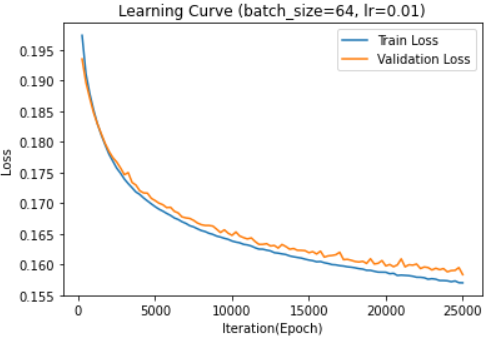 Learning Curve (batch_size=64, lr=0.01)
Train Loss
Validation Loss
Loss
0.195
0.190
0.185
0.180
0.175
0.170
0.165
0.160
0.155
0 5000 10000 15000 20000 25000
Iteration(Epoch)